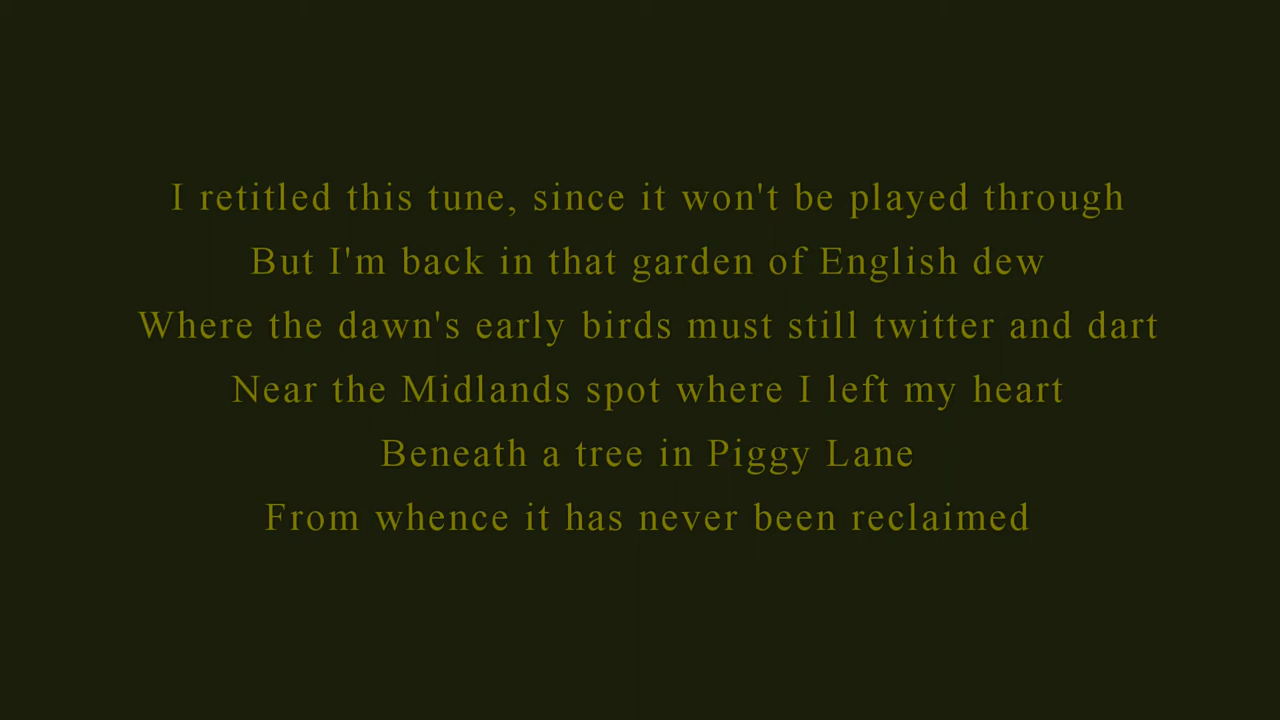 I retitled this tune, since it won't be played through
But I'm back in that garden of English dew
Where the dawn's early birds must still twitter and dart
Near the Midlands spot where I left my heart
Beneath a tree in Piggy Lane
From whence it has never been reclaimed